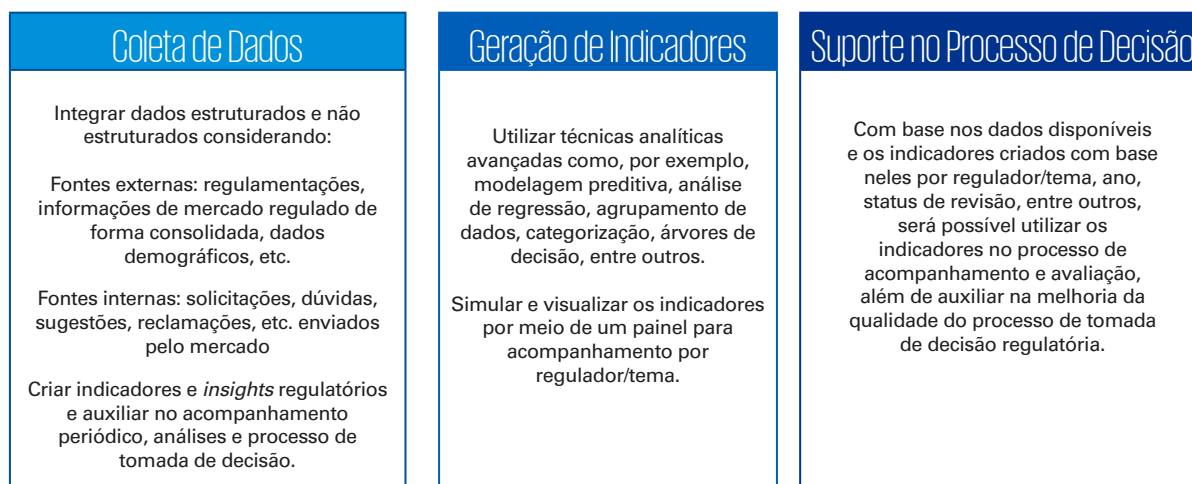 Coleta de Dados
Integrar dados estruturados e não
estruturados considerando:
Fontes externas: regulamentações,
informações de mercado regulado de
forma consolidada, dados
demográficos, etc.
Fontes internas: solicitações, dúvidas,
sugestões, reclamações, etc. enviados
pelo mercado
Criar indicadores e insights regulatórios
e auxiliar no acompanhamento
periódico, análises e processo de
tomada de decisão.
Geração de Indicadores
Utilizar técnicas analíticas
avançadas como, por exemplo,
modelagem preditiva, análise
de regressão, agrupamento de
dados, categorização, árvores de
decisão, entre outros.
Simular e visualizar os indicadores
por meio de um painel para
acompanhamento por
regulador/tema.
Suporte no Processo de Decisão
Com base nos dados disponíveis
e os indicadores criados com base
neles por regulador/tema, ano,
status de revisão, entre outros,
será possível utilizar os
indicadores no processo de
acompanhamento e avaliação,
além de auxiliar na melhoria da
qualidade do processo de tomada
de decisão regulatória.